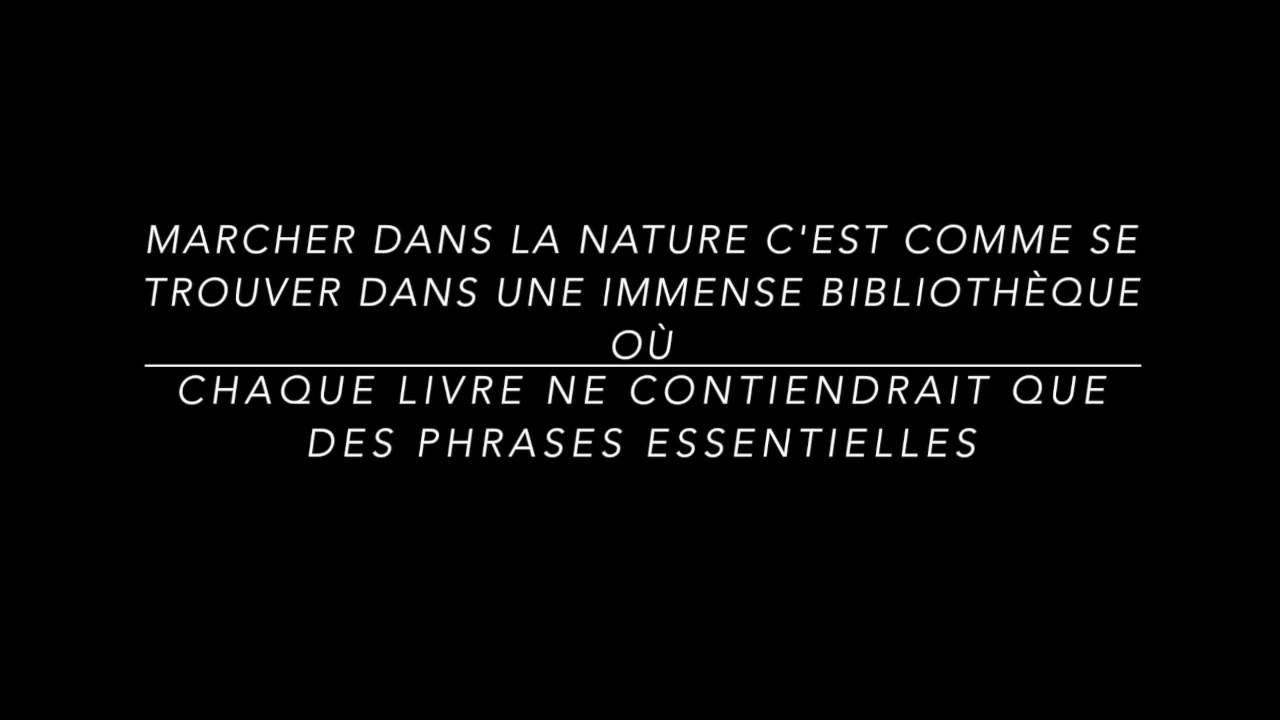 MARCHER DANS LA NATURE C'EST COMME SE
TROUVER DANS UNE IMMENSE BIBLIOTHÈQUE
OÙ
CHAQUE LIVRE NE CONTIENDRAIT QUE
DES PHRASES ESSENTIELLES